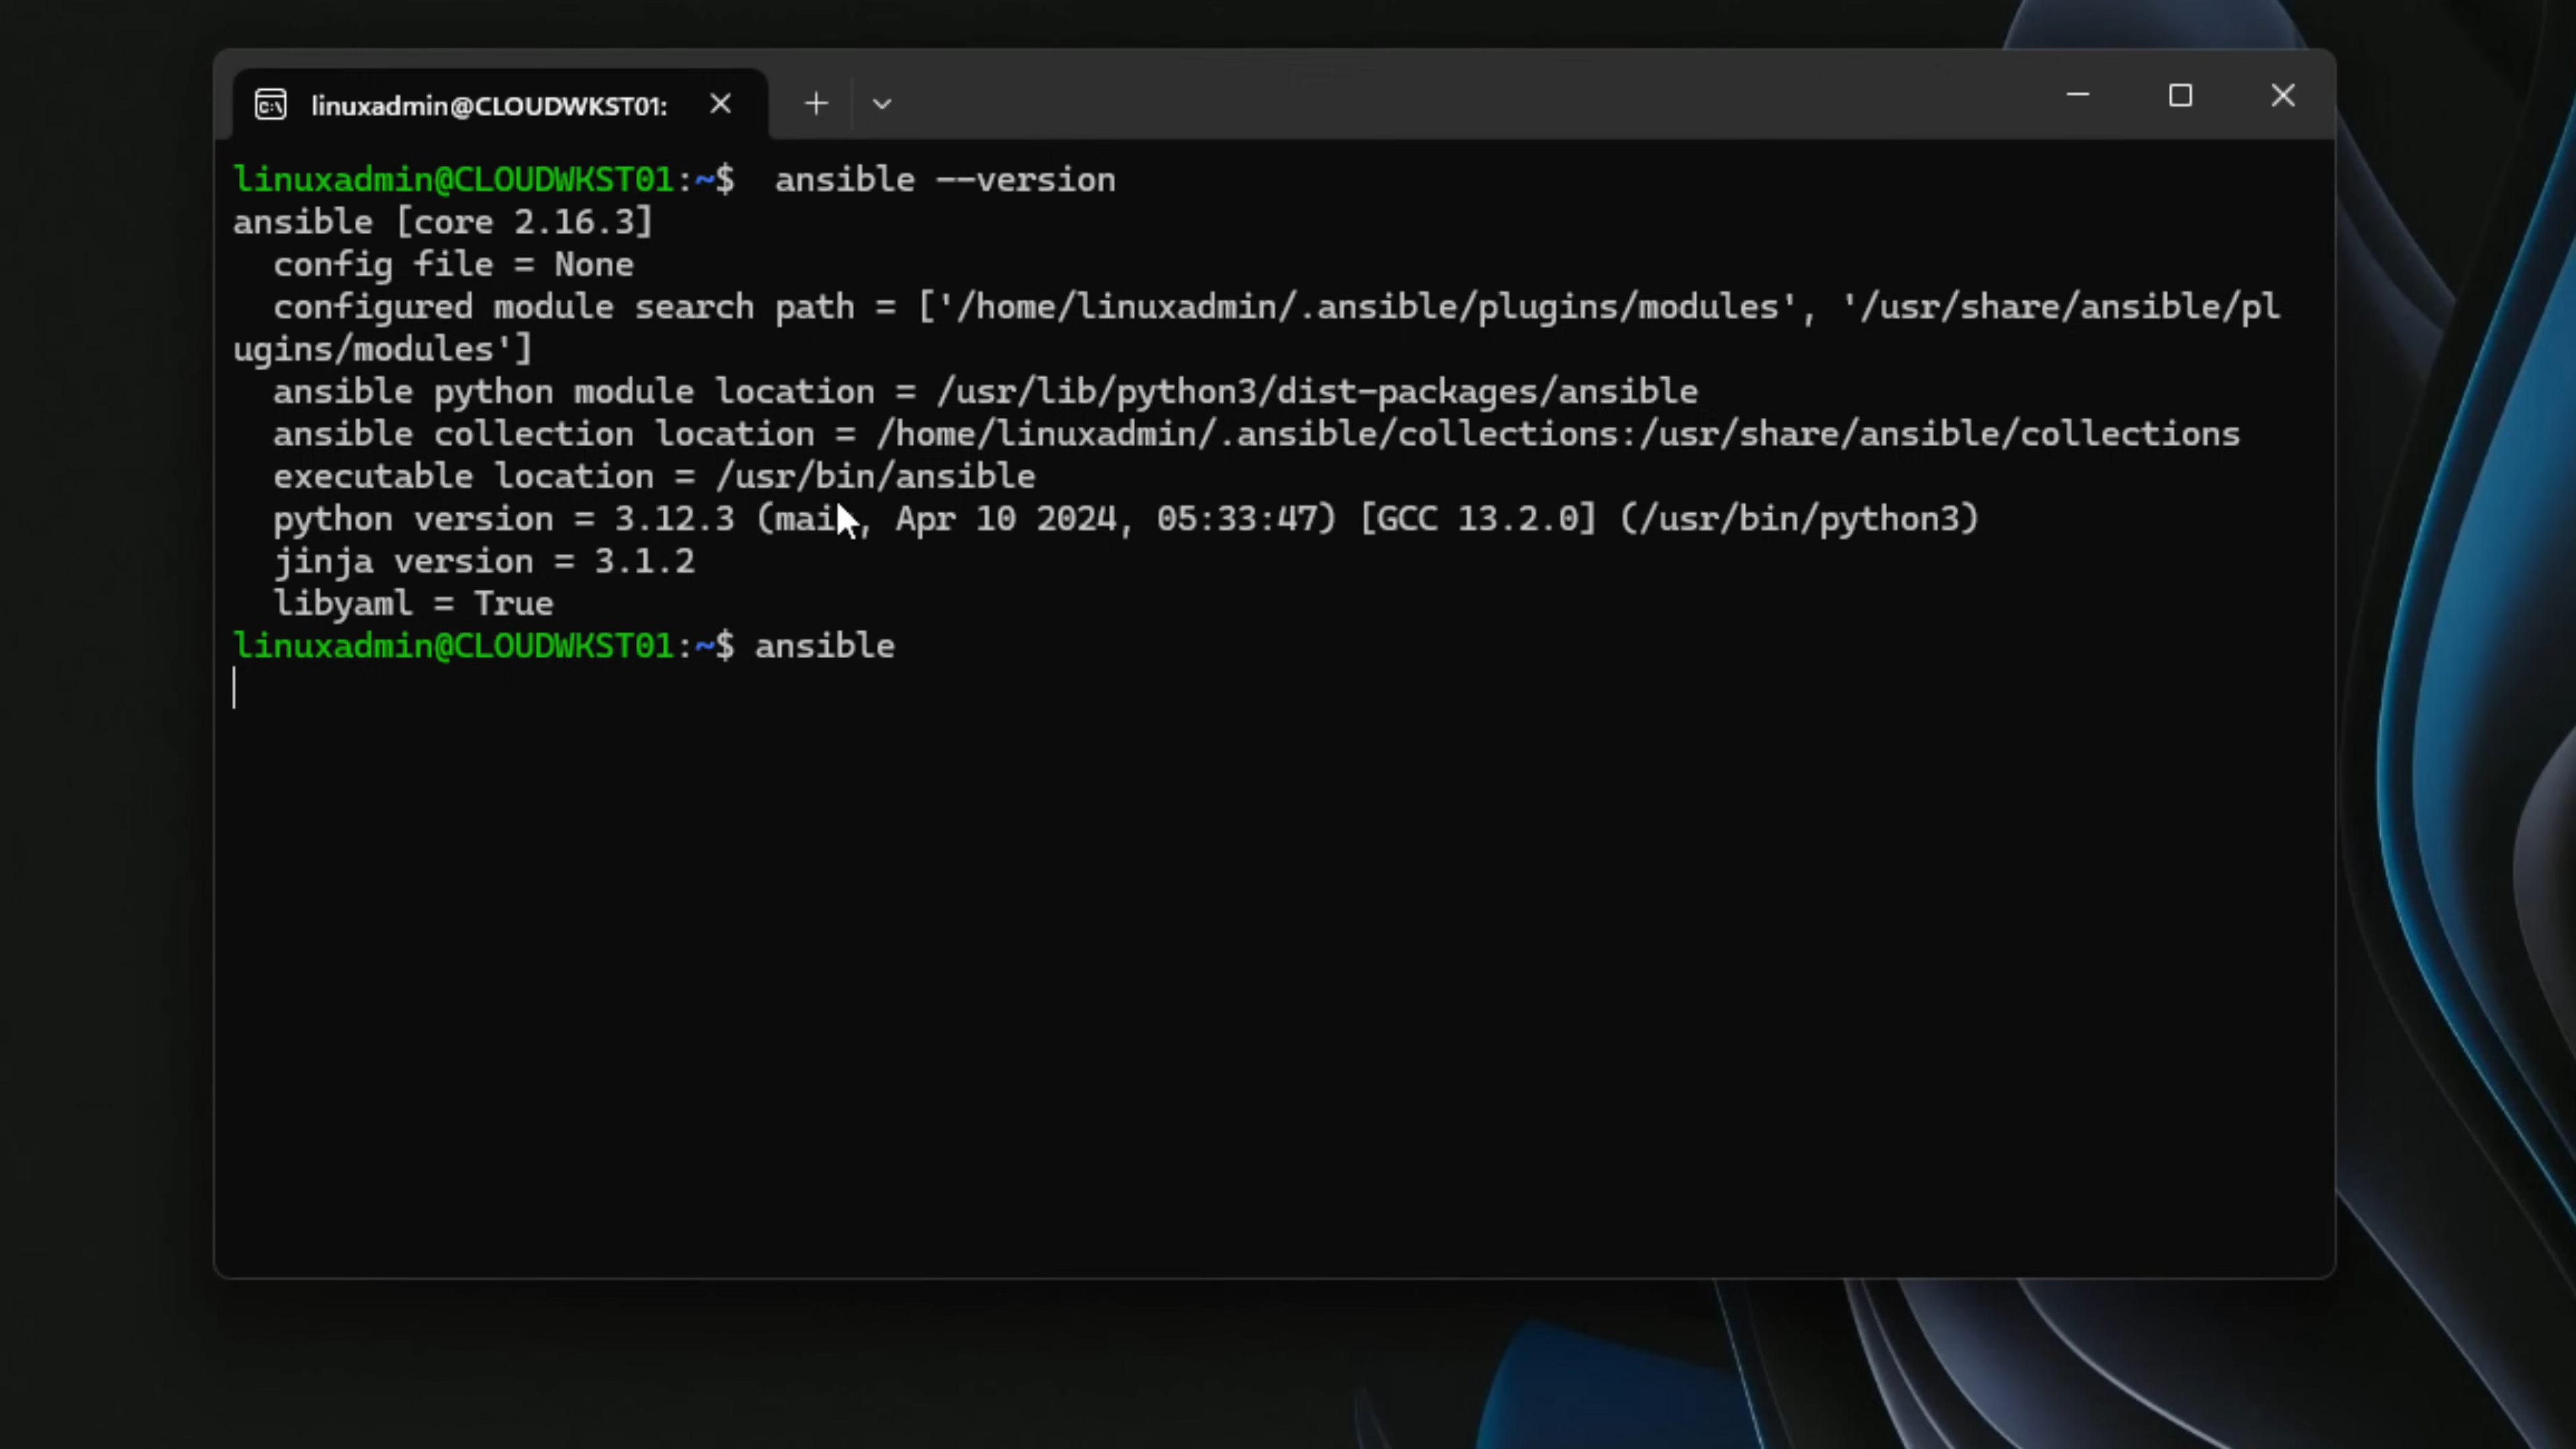 linuxadmin@CLOUDWKST01:
linuxadmin@CLOUDWKST01:~$  ansible --version
ansible [core 2.16.3]
  config file = None
  configured module search path = ['/home/linuxadmin/.ansible/plugins/modules', '/usr/share/ansible/pl
ugins/modules']
  ansible python module location = /usr/lib/python3/dist-packages/ansible
  ansible collection location = /home/linuxadmin/.ansible/collections:/usr/share/ansible/collections
  executable location = /usr/bin/ansible
  python version = 3.12.3 (main, Apr 10 2024, 05:33:47) [GCC 13.2.0] (/usr/bin/python3)
  jinja version = 3.1.2
  libyaml = True
linuxadmin@CLOUDWKST01:~$ ansible